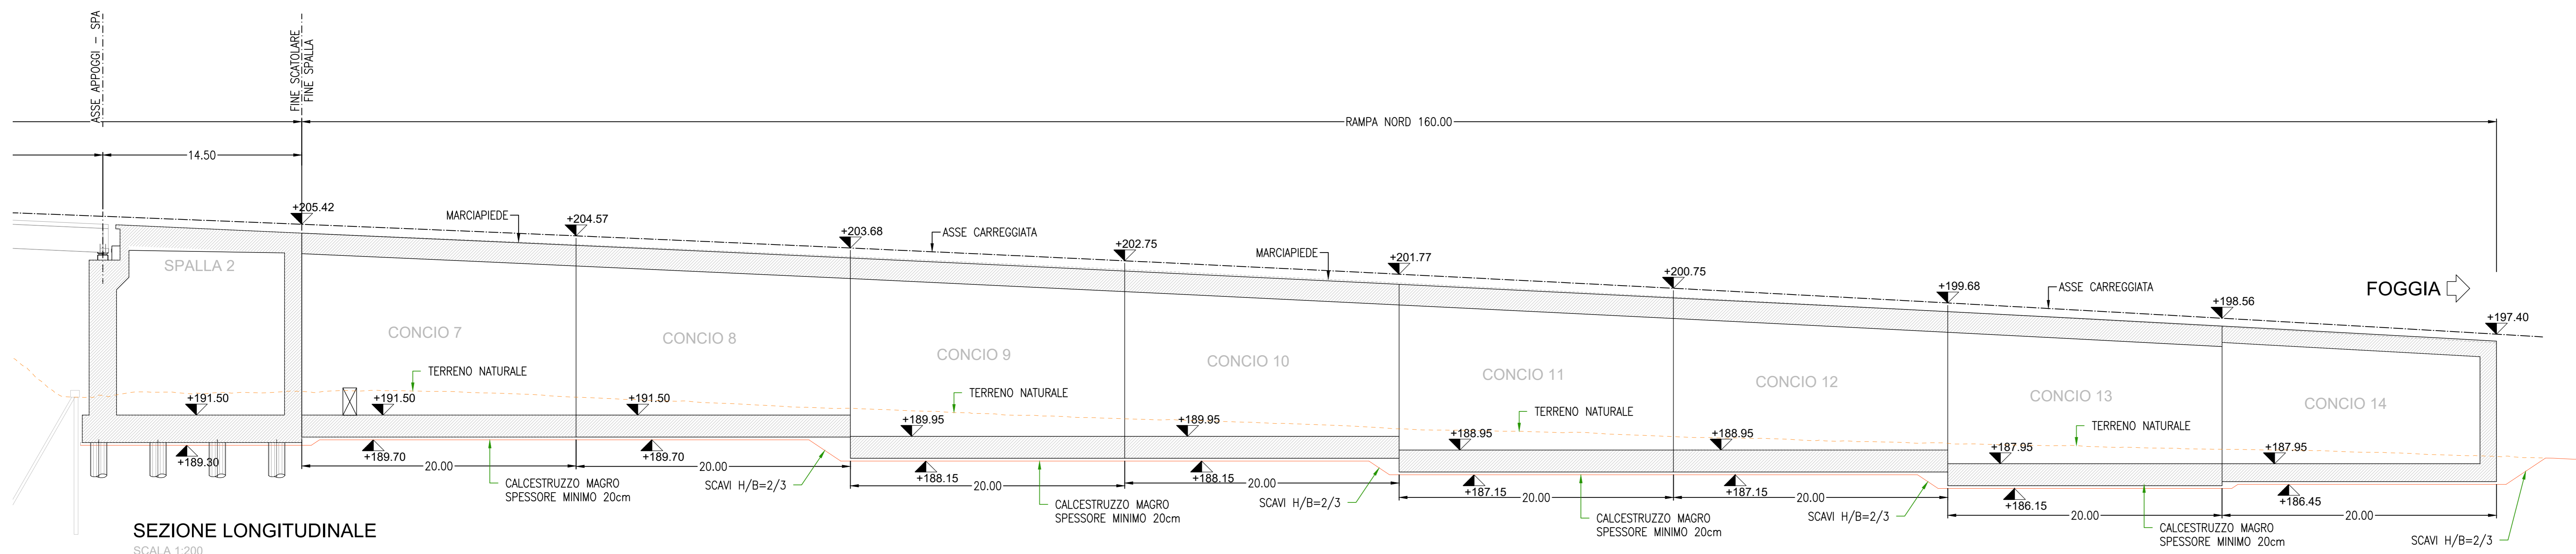 ASSE APPOGGI - SPA
FINE SCATOLARE
FINE SPALLA
RAMPA NORD 160.00
14.50
+205.42
MARCIAPIEDE
+204.57
+203.68
ASSE CARREGGIATA
+202.75
MARCIAPIEDE
+201.77
+200.75
+199.68
ASSE CARREGGIATA
+198.56
FOGGIA
+197.40
SPALLA 2
CONCIO 7
CONCIO 8
CONCIO 9
CONCIO 10
CONCIO 11
CONCIO 12
CONCIO 13
CONCIO 14
TERRENO NATURALE
TERRENO NATURALE
TERRENO NATURALE
TERRENO NATURALE
+191.50
+191.50
+191.50
+189.95
+189.95
+188.95
+188.95
+187.95
+187.95
+189.30
+189.70
+189.70
+188.15
+188.15
+187.15
+187.15
+186.15
+186.45
20.00
20.00
20.00
20.00
20.00
20.00
20.00
20.00
CALCESTRUZZO MAGRO
SPESSORE MINIMO 20cm
SCAVI H/B=2/3
CALCESTRUZZO MAGRO
SPESSORE MINIMO 20cm
SCAVI H/B=2/3
CALCESTRUZZO MAGRO
SPESSORE MINIMO 20cm
SCAVI H/B=2/3
CALCESTRUZZO MAGRO
SPESSORE MINIMO 20cm
SCAVI H/B=2/3
SEZIONE LONGITUDINALE
SCALA 1:200